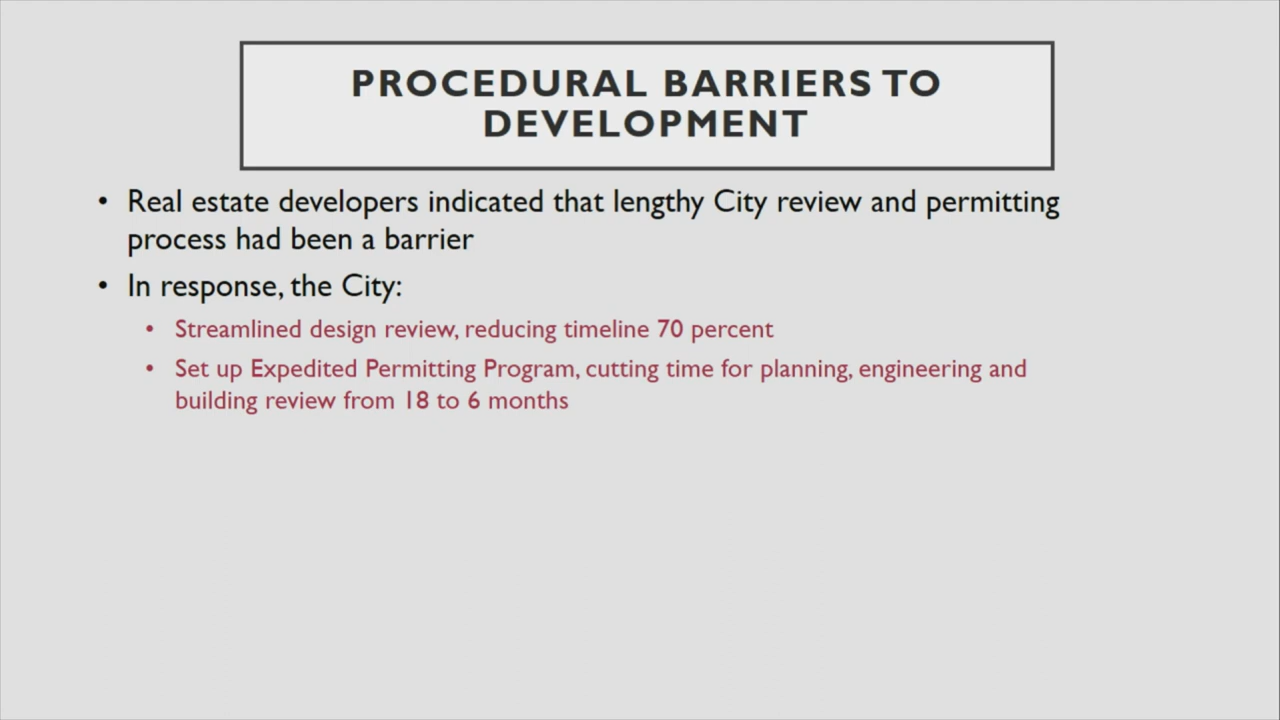 PROCEDURAL BARRIERS TO
DEVELOPMENT
• Real estate developers indicated that lengthy City review and permitting
process had been a barrier
• In response, the City:
• Streamlined design review, reducing timeline 70 percent
• Set up Expedited Permitting Program, cutting time for planning, engineering and
building review from 18 to 6 months